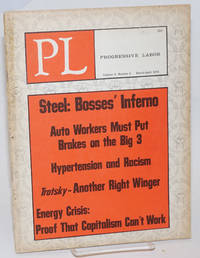 PL
PROGRESSIVE LABOR
Steel: Bosses' Inferno
Auto Workers Must Put
Brakes on the Big 3
Hypertension and Racism
Trotsky-Another Right Winger
Energy Crisis:
Proof That Capitalism Can't Work